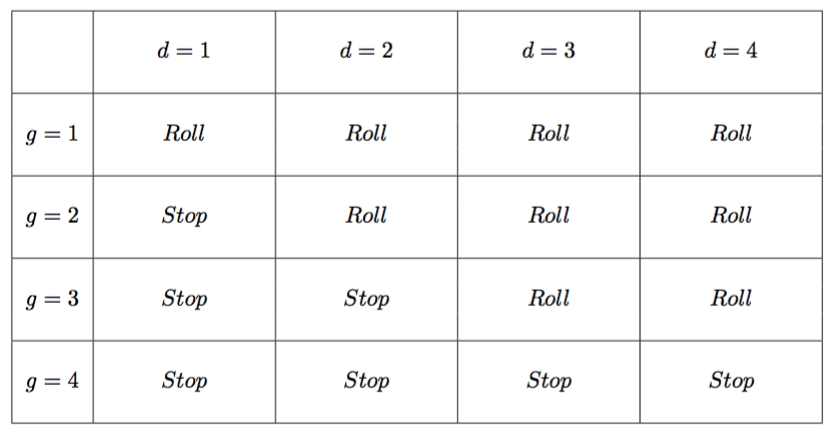 d = 1 d = 2 d = 3 d = 4
g = 1 Roll Roll Roll Roll
g = 2 Stop Roll Roll Roll
g = 3 Stop Stop Roll Roll
g = 4 Stop Stop Stop Stop